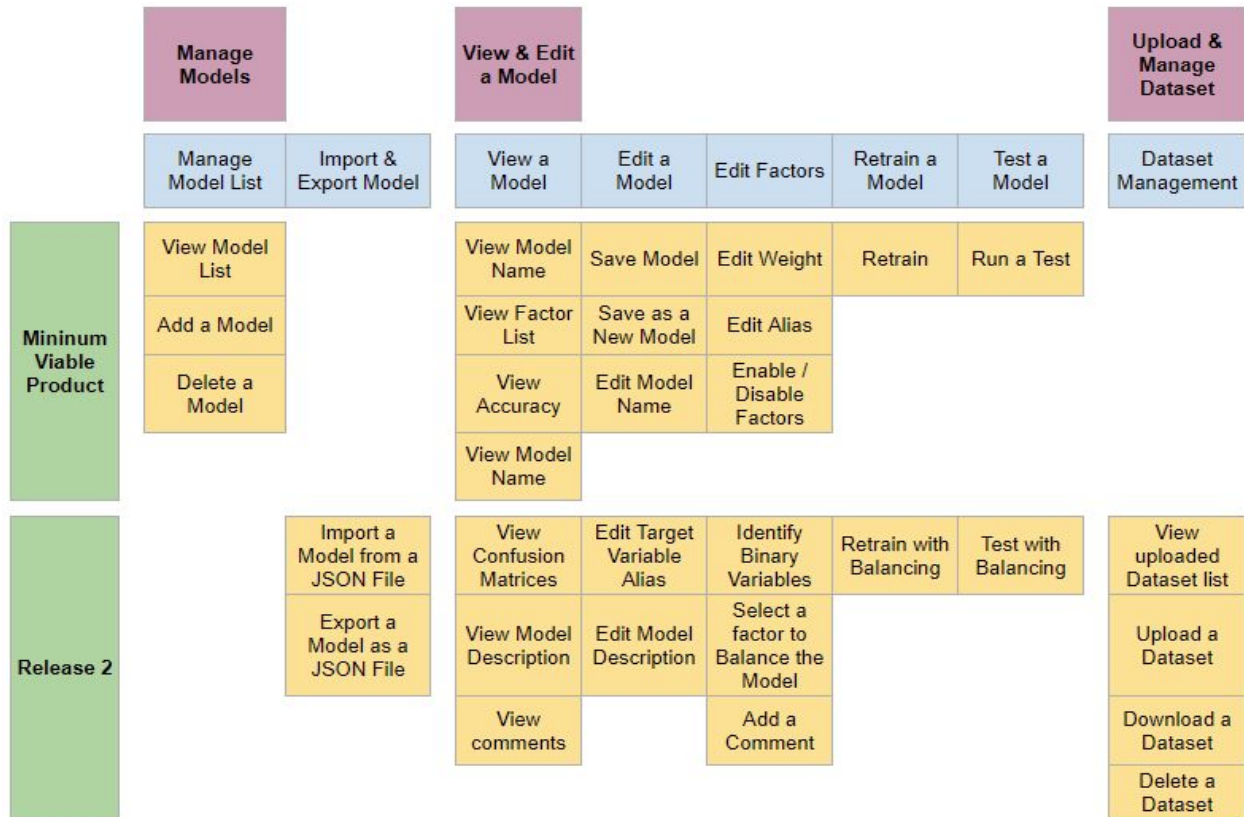 Manage
Models
View & Edit
a Model
Upload &
Manage
Dataset
Manage
Model List
Import &
Export Model
View a
Model
Edit a
Model
Edit Factors
Retrain a
Model
Test a
Model
Dataset
Management
Mininum
Viable
Product
View Model
List
View Model
Name
Save Model
Edit Weight
Retrain
Run a Test
Add a Model
View Factor
List
Save as a
New Model
Edit Alias
Delete a
Model
View
Accuracy
Edit Model
Name
Enable /
Disable
Factors
View Model
Name
Release 2
Import a
Model from a
JSON File
View
Confusion
Matrices
Edit Target
Variable
Alias
Identify
Binary
Variables
Retrain with
Balancing
Test with
Balancing
View
uploaded
Dataset list
Export a
Model as a
JSON File
View Model
Description
Edit Model
Description
Select a
factor to
Balance the
Model
Upload a
Dataset
View
comments
Add a
Comment
Download a
Dataset
Delete a
Dataset